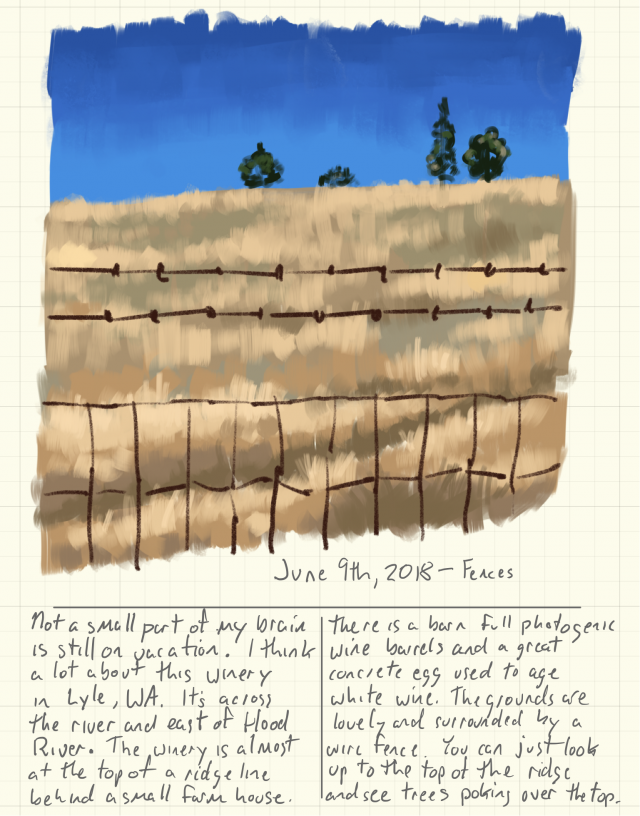 June 9th, 2018 — Fences
Not a small part of my brain
is still on vacation. I think
a lot about this winery
in Lyle, WA. It's across
the river and east of Hood
River. The winery is almost
at the top of a ridge line
behind a small farm house.
there is a barn full photogenic
wine barrels and a great
concrete egg used to age
white wine. The grounds are
lovely and surrounded by a
wire fence. You can just look
up to the top of the ridge
and see trees poking over the top.